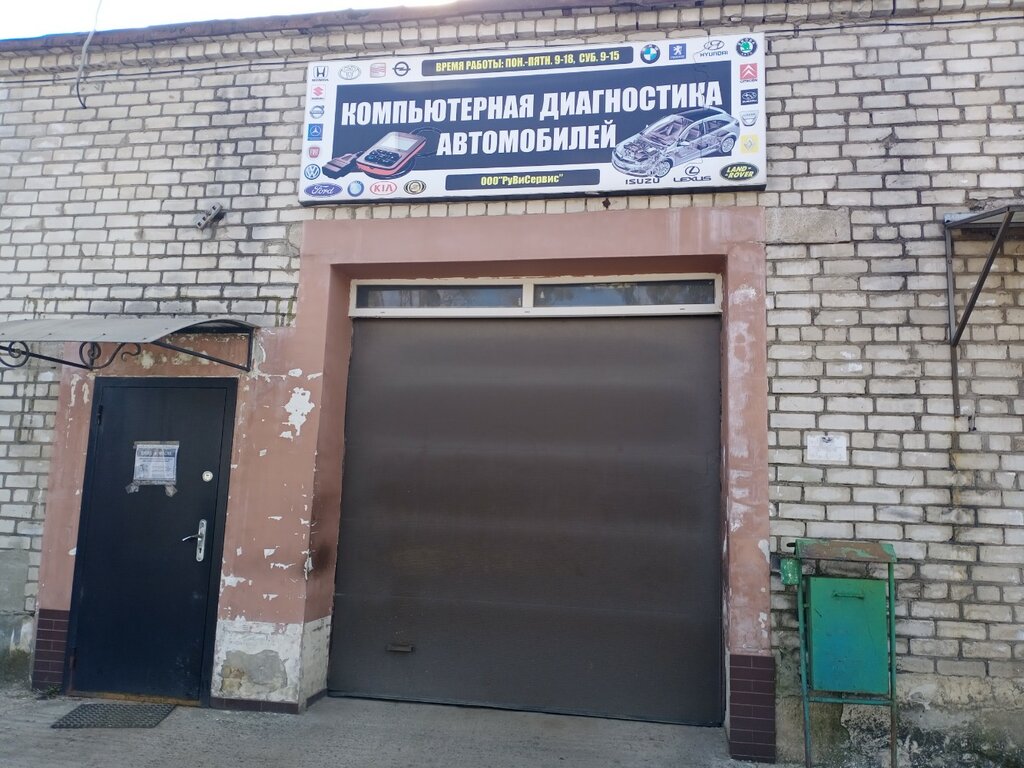 ВРЕМЯ РАБОТЫ: ПОН.-ПЯТН. 9-18, СУБ. 9-15
HYUNDAI
HONDA
КОМПЬЮТЕРНАЯ ДИАГНОСТИКА
АВТОМОБИЛЕЙ
ISUZU
LEXUS
LAND ROVER
Ford
KIA
ООО"РуВиСервис"